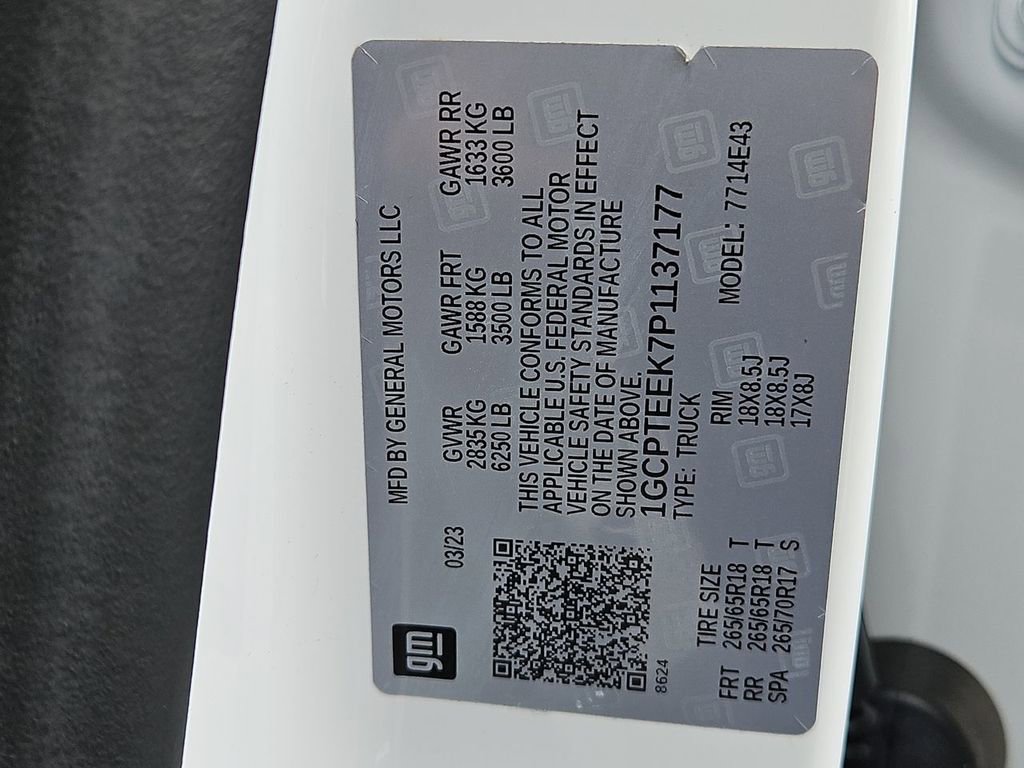 gm
MFD BY GENERAL MOTORS LLC
03/23
GVWR GAWR FRT GAWR RR
2835 KG 1588 KG 1633 KG
6250 LB 3500 LB 3600 LB
THIS VEHICLE CONFORMS TO ALL
APPLICABLE U.S. FEDERAL MOTOR
VEHICLE SAFETY STANDARDS IN EFFECT
ON THE DATE OF MANUFACTURE
SHOWN ABOVE.
1GCPTEEK7P1137177
8624
TYPE: TRUCK
TIRE SIZE RIM MODEL: 7714E43
FRT 265/65R18 T 18X8.5J
RR 265/65R18 T 18X8.5J
SPA 265/70R17 S 17X8J